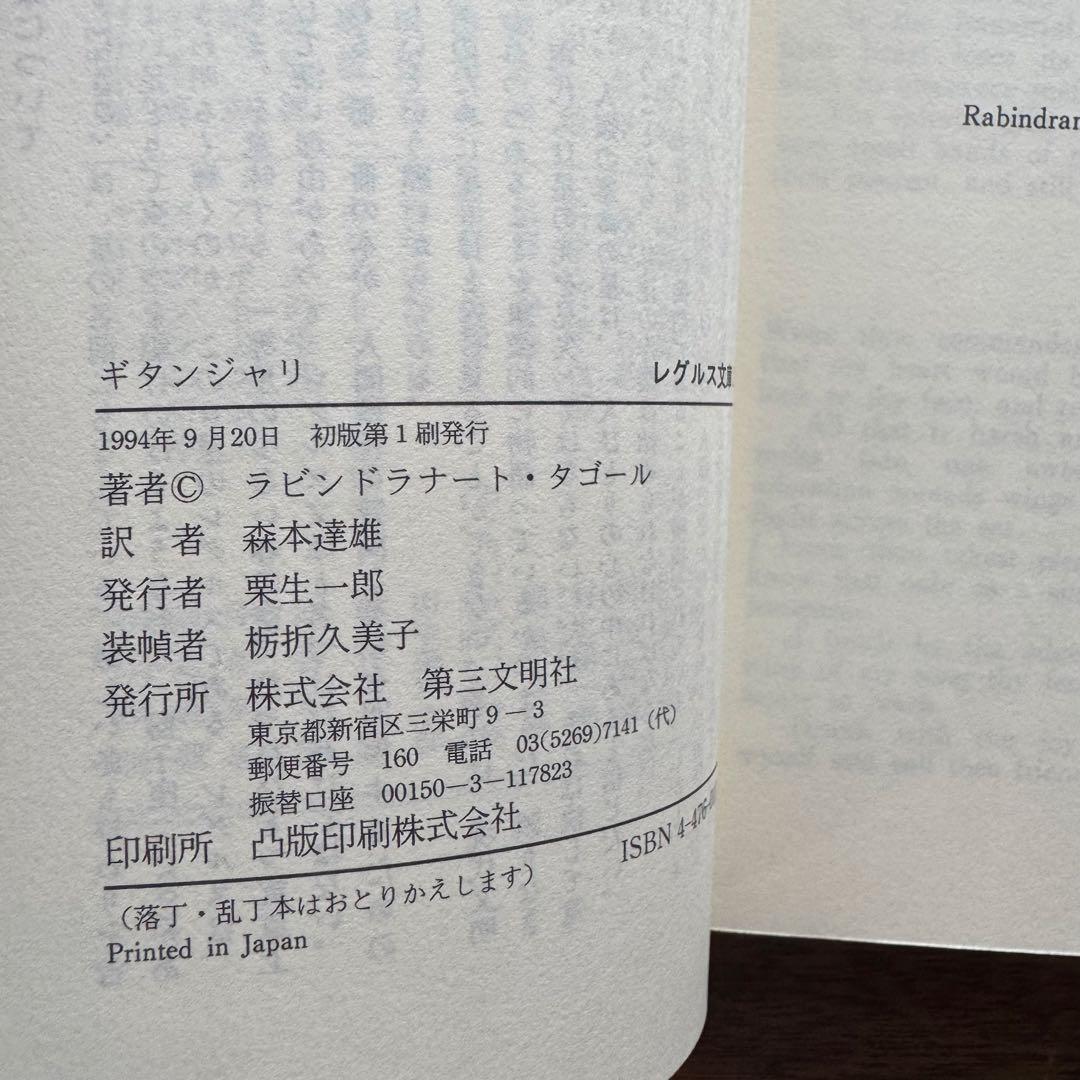 ギタンジャリ レグルス文庫
1994年9月20日 初版第1刷発行
著者© ラビンドラナート・タゴール
訳者 森本達雄
発行者 栗生一郎
装幀者 栃折久美子
発行所 株式会社 第三文明社
東京都新宿区三栄町9−3
郵便番号 160 電話 03(5269)7141(代)
振替口座 00150−3−117823
印刷所 凸版印刷株式会社
ISBN 4-476-
(落丁・乱丁本はおとりかえします)
Printed in Japan
Rabindran